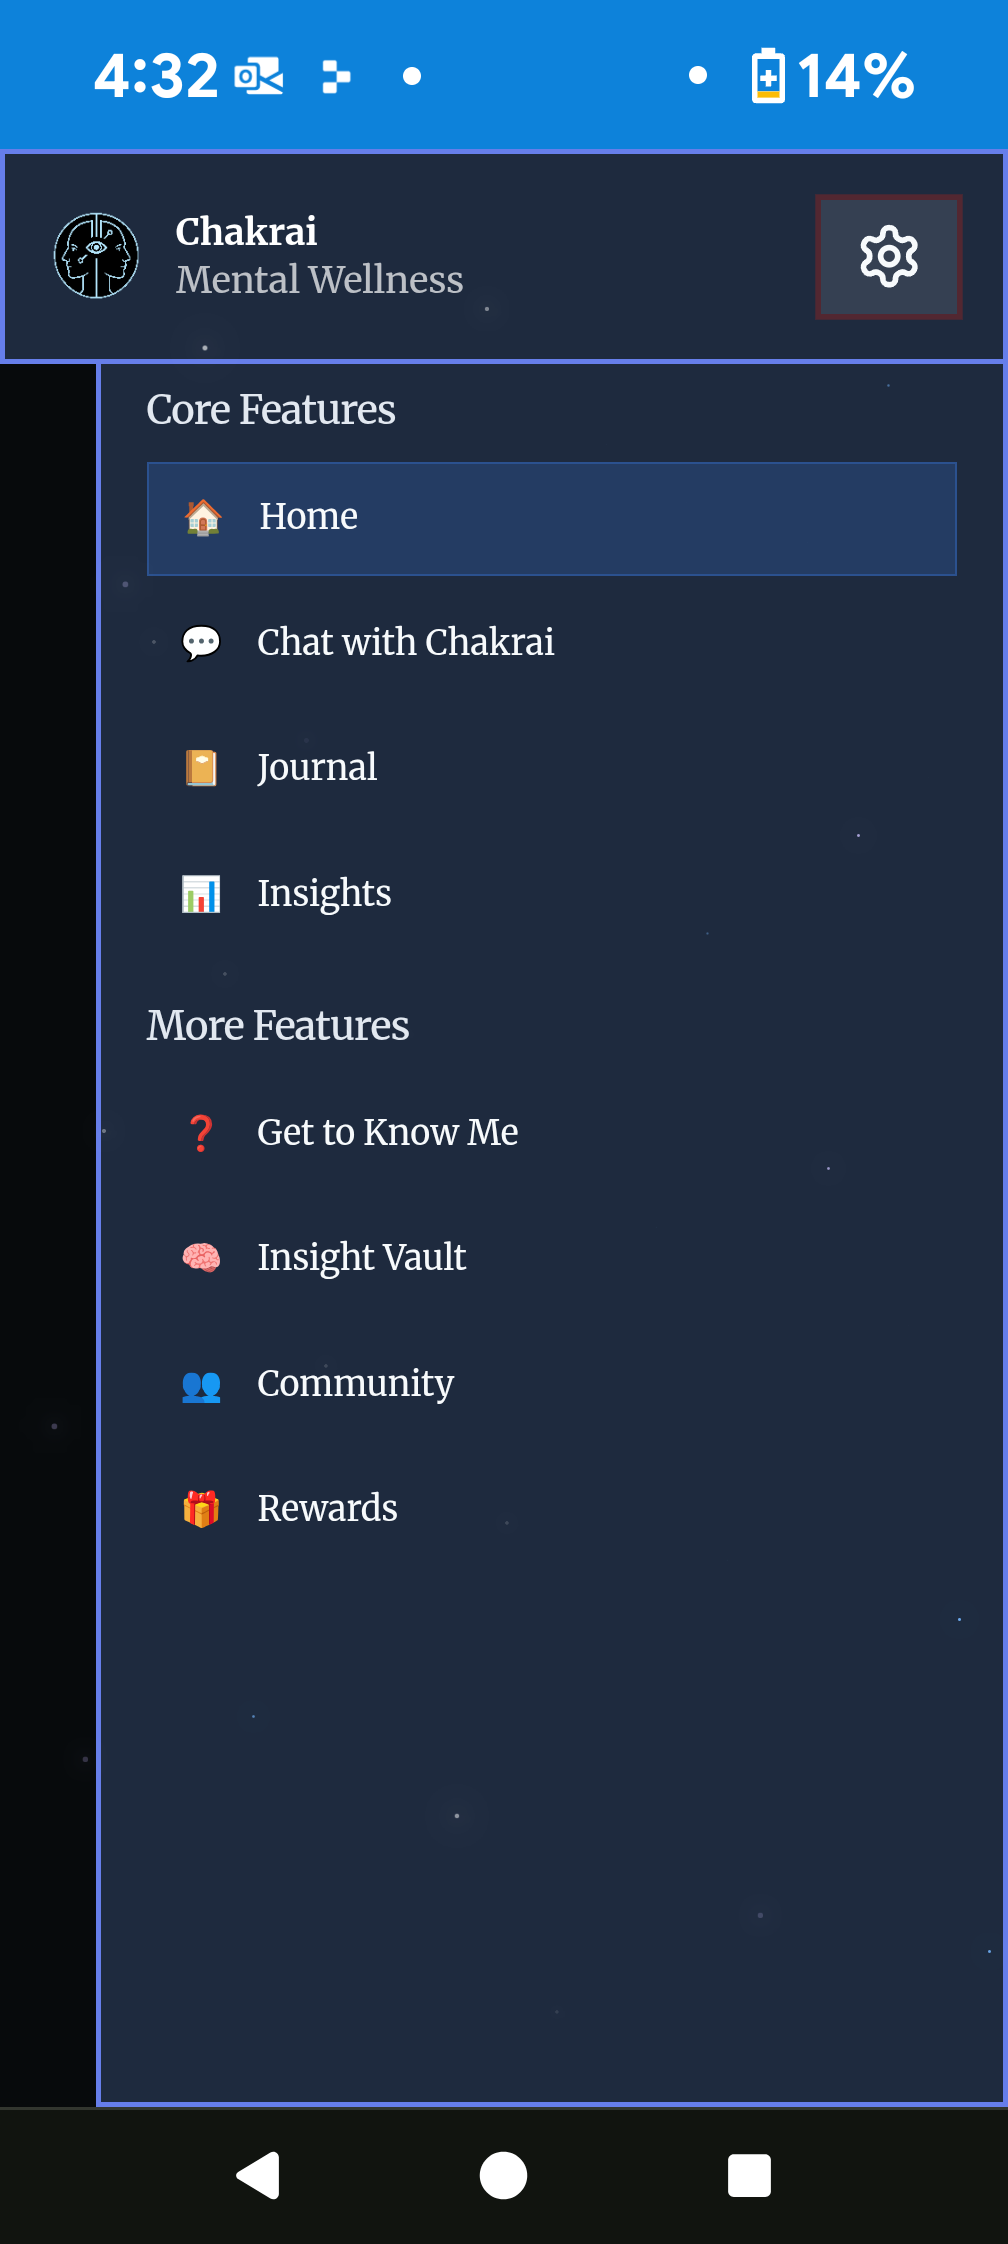 4:32
14%
Chakrai
Mental Wellness
Core Features
Home
Chat with Chakrai
Journal
Insights
More Features
Get to Know Me
Insight Vault
Community
Rewards